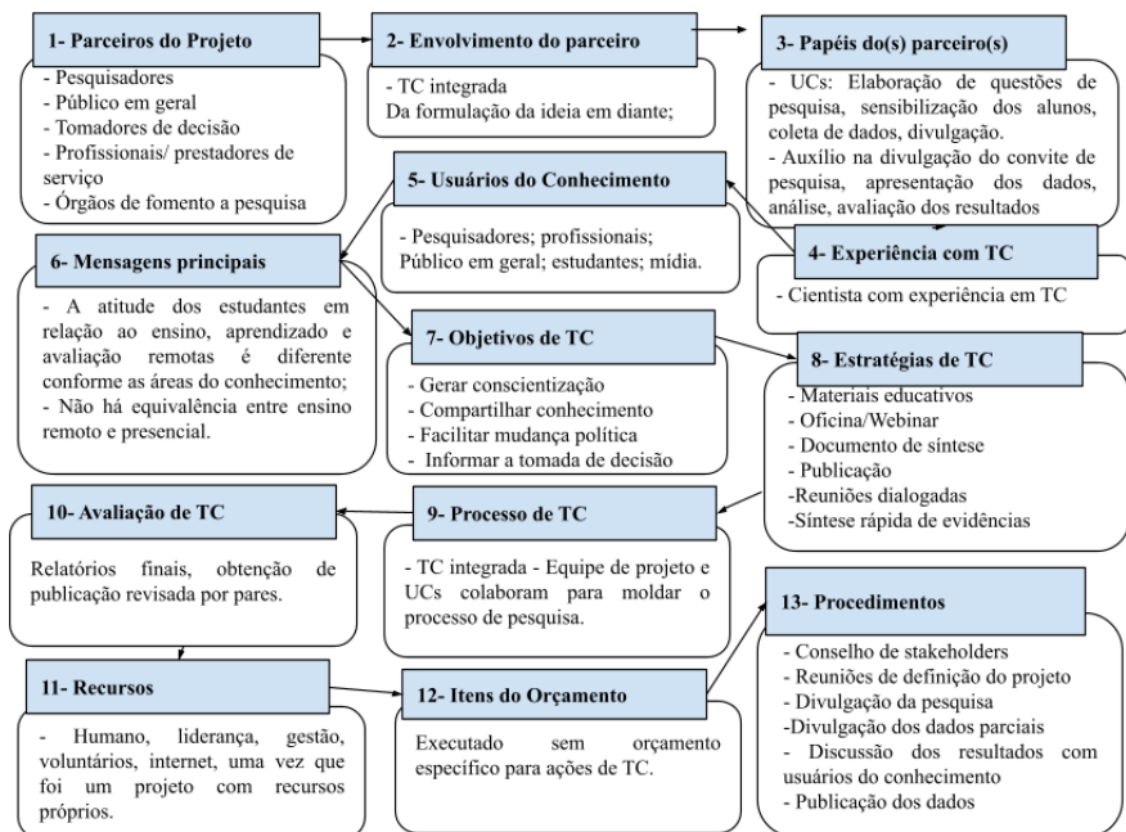 1- Parceiros do Projeto
- Pesquisadores
- Público em geral
- Tomadores de decisão
- Profissionais/ prestadores de
serviço
- Órgãos de fomento a pesquisa
2- Envolvimento do parceiro
- TC integrada
Da formulação da ideia em diante;
3- Papéis do(s) parceiro(s)
- UCs: Elaboração de questões de
pesquisa, sensibilização dos alunos,
coleta de dados, divulgação.
- Auxílio na divulgação do convite de
pesquisa, apresentação dos dados,
análise, avaliação dos resultados
4- Experiência com TC
- Cientista com experiência em TC
5- Usuários do Conhecimento
- Pesquisadores; profissionais;
Público em geral; estudantes; mídia.
6- Mensagens principais
- A atitude dos estudantes em
relação ao ensino, aprendizado e
avaliação remotas é diferente
conforme as áreas do conhecimento;
- Não há equivalência entre ensino
remoto e presencial.
7- Objetivos de TC
- Gerar conscientização
- Compartilhar conhecimento
- Facilitar mudança política
- Informar a tomada de decisão
8- Estratégias de TC
- Materiais educativos
- Oficina/Webinar
- Documento de síntese
- Publicação
-Reuniões dialogadas
-Síntese rápida de evidências
9- Processo de TC
- TC integrada - Equipe de projeto e
UCs colaboram para moldar o
processo de pesquisa.
10- Avaliação de TC
Relatórios finais, obtenção de
publicação revisada por pares.
11- Recursos
- Humano, liderança, gestão,
voluntários, internet, uma vez que
foi um projeto com recursos
próprios.
12- Itens do Orçamento
Executado sem orçamento
específico para ações de TC.
13- Procedimentos
- Conselho de stakeholders
- Reuniões de definição do projeto
- Divulgação da pesquisa
-Divulgação dos dados parciais
- Discussão dos resultados com
usuários do conhecimento
- Publicação dos dados